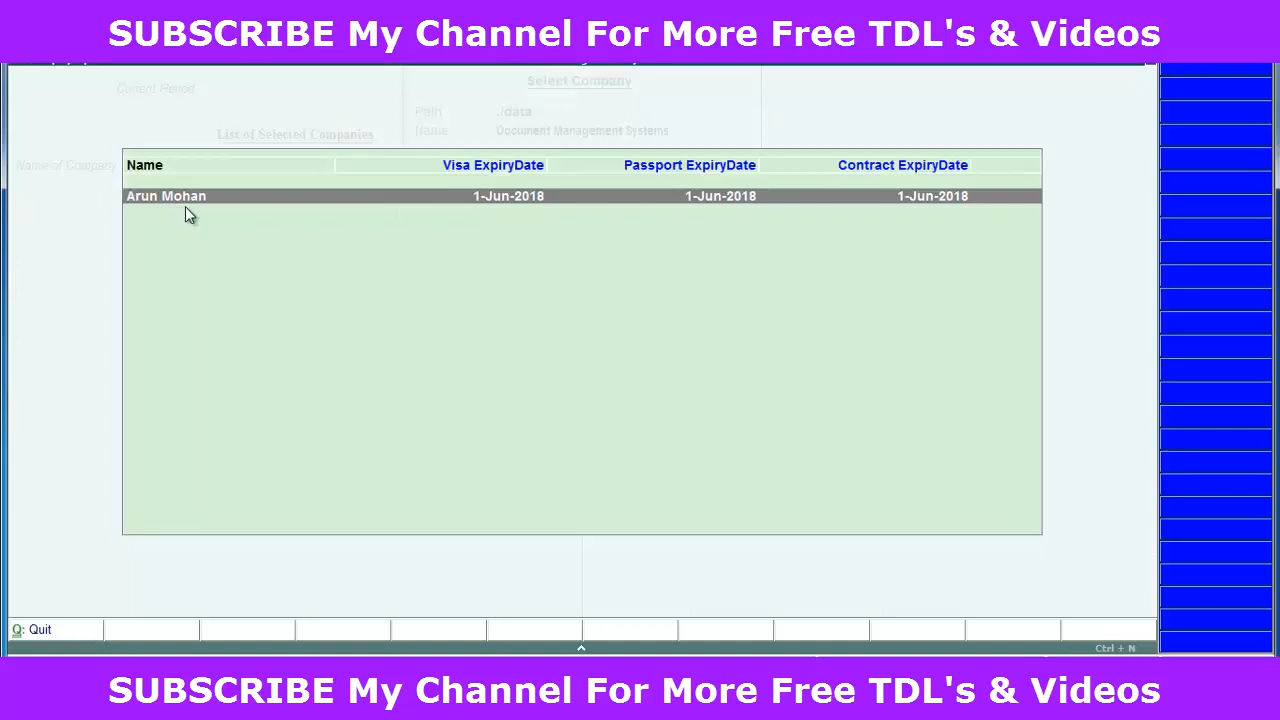 SUBSCRIBE My Channel For More Free TDL's & Videos
Current Period
Select Company
Path ./data
List of Selected Companies
Name Document Management Systems
Name of Company
Name Visa ExpiryDate Passport ExpiryDate Contract ExpiryDate
Arun Mohan 1-Jun-2018 1-Jun-2018 1-Jun-2018
Q: Quit
Ctrl + N
SUBSCRIBE My Channel For More Free TDL's & Videos